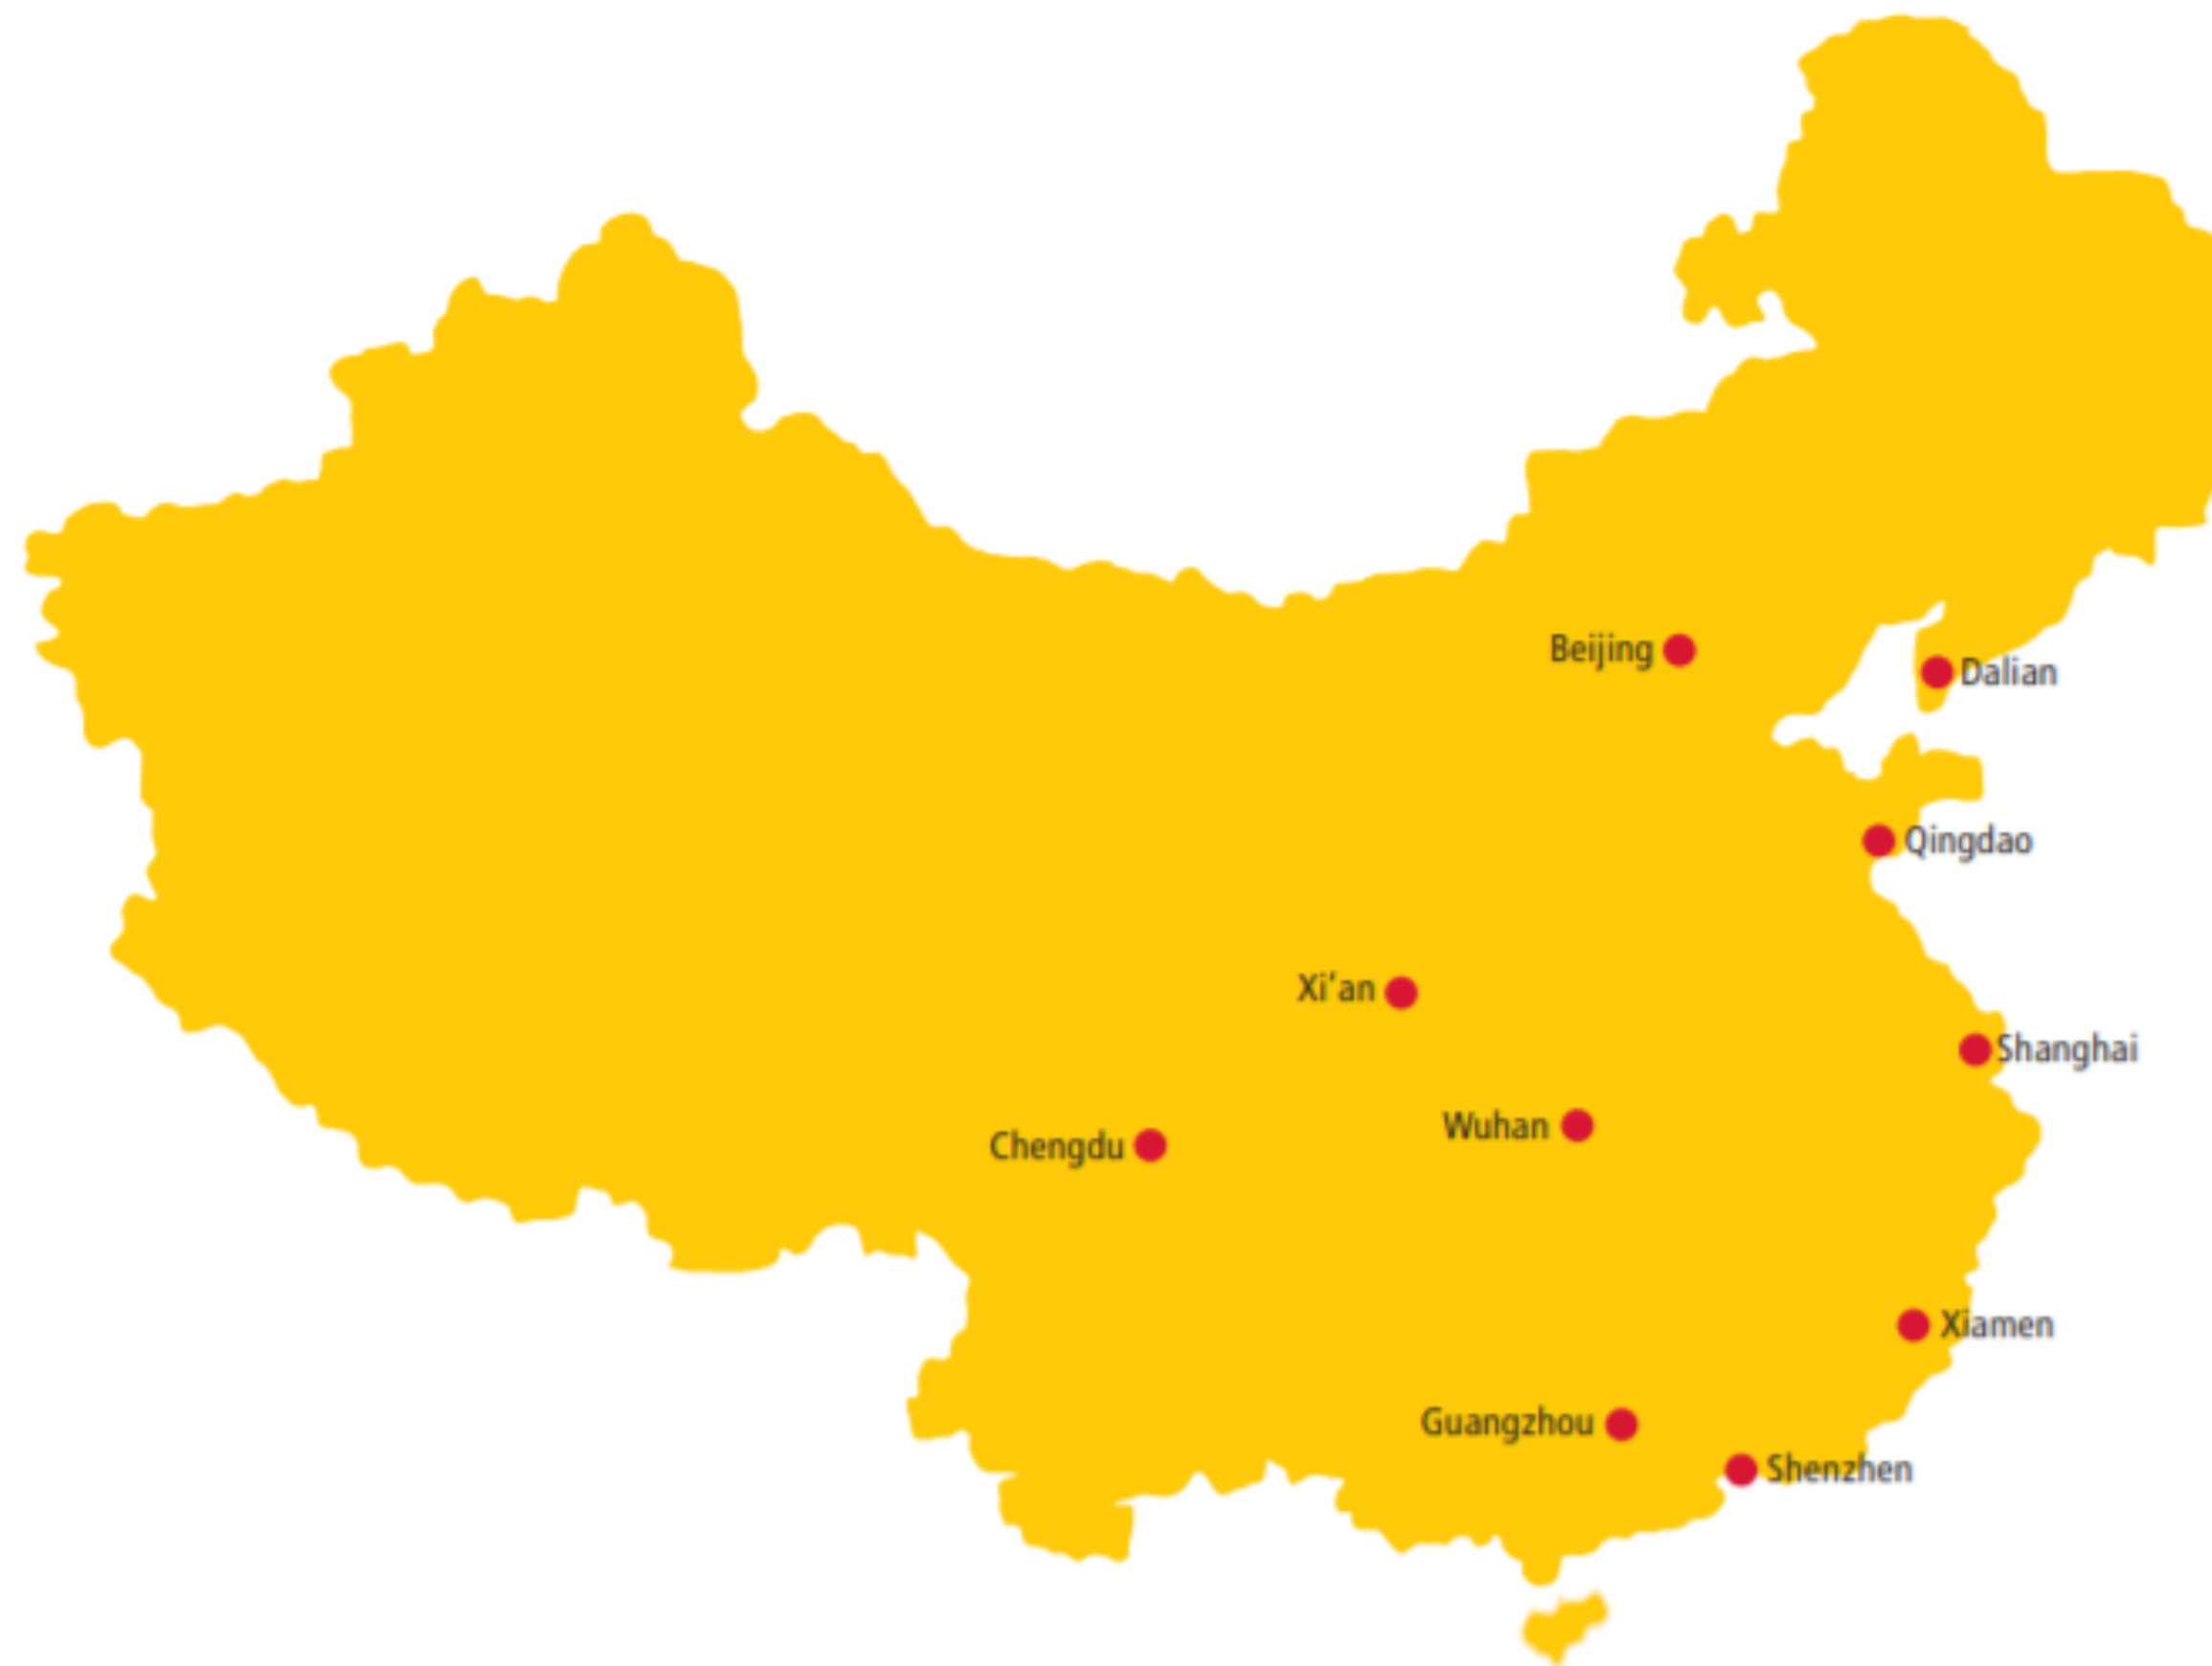 Beijing
Dalian
Qingdao
Xi'an
Shanghai
Wuhan
Chengdu
Xiamen
Guangzhou
Shenzhen